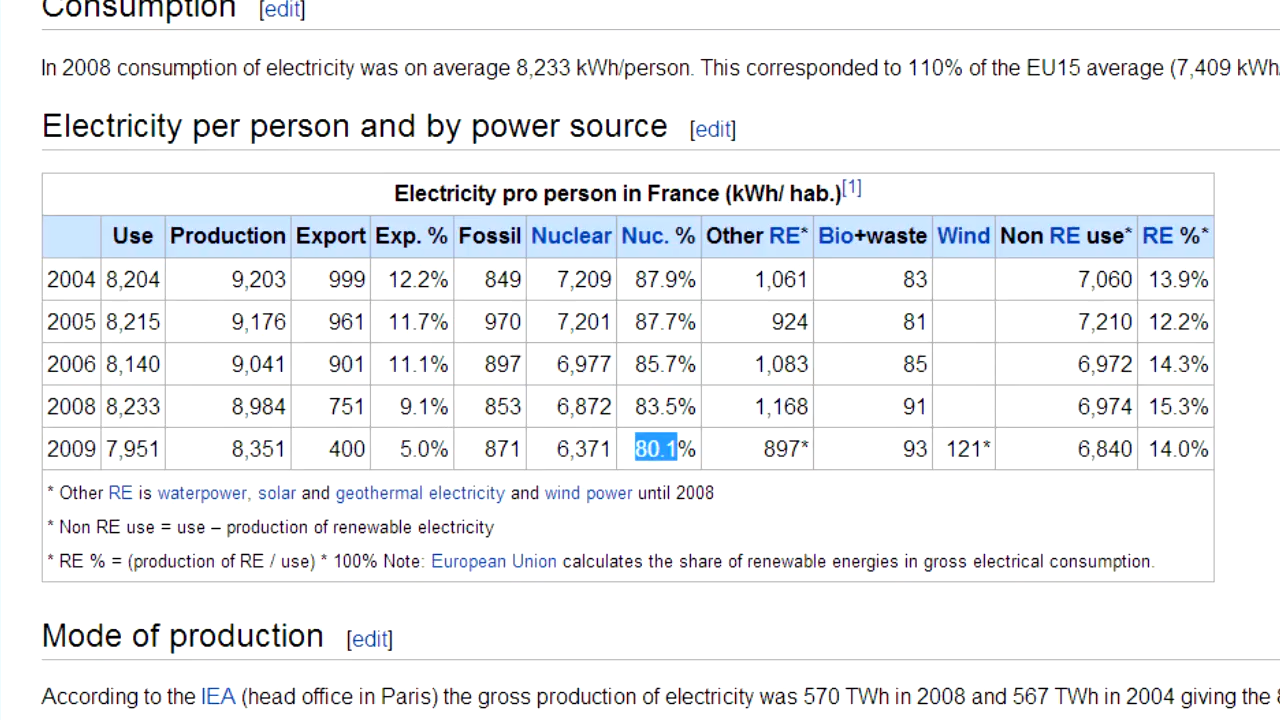 Consumption [edit]
In 2008 consumption of electricity was on average 8,233 kWh/person. This corresponded to 110% of the EU15 average (7,409 kWh/
Electricity per person and by power source [edit]
Electricity pro person in France (kWh/ hab.)[1]
Use Production Export Exp. % Fossil Nuclear Nuc. % Other RE* Bio+waste Wind Non RE use* RE %*
2004 8,204 9,203 999 12.2% 849 7,209 87.9% 1,061 83 7,060 13.9%
2005 8,215 9,176 961 11.7% 970 7,201 87.7% 924 81 7,210 12.2%
2006 8,140 9,041 901 11.1% 897 6,977 85.7% 1,083 85 6,972 14.3%
2008 8,233 8,984 751 9.1% 853 6,872 83.5% 1,168 91 6,974 15.3%
2009 7,951 8,351 400 5.0% 871 6,371 80.1% 897* 93 121* 6,840 14.0%
* Other RE is waterpower, solar and geothermal electricity and wind power until 2008
* Non RE use = use – production of renewable electricity
* RE % = (production of RE / use) * 100% Note: European Union calculates the share of renewable energies in gross electrical consumption.
Mode of production [edit]
According to the IEA (head office in Paris) the gross production of electricity was 570 TWh in 2008 and 567 TWh in 2004 giving the